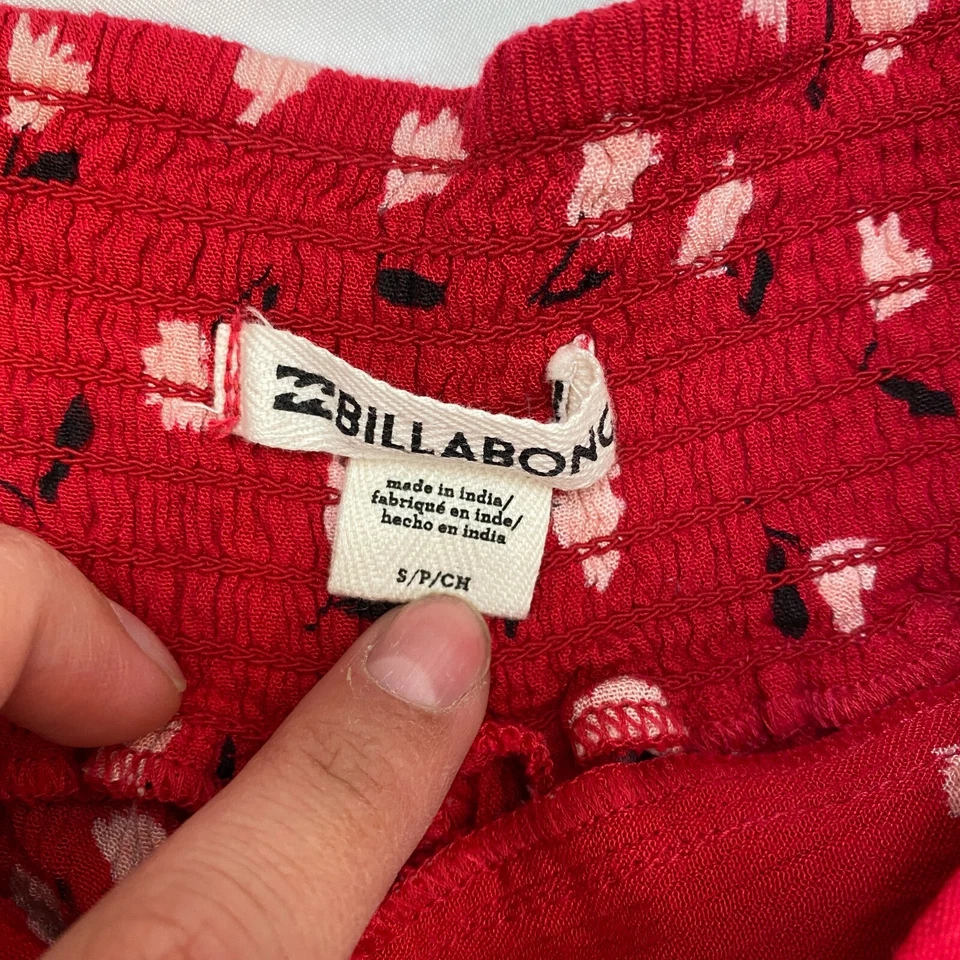 BILLABONG
made in india/
fabriqué en inde/
hecho en india
S/P/CH